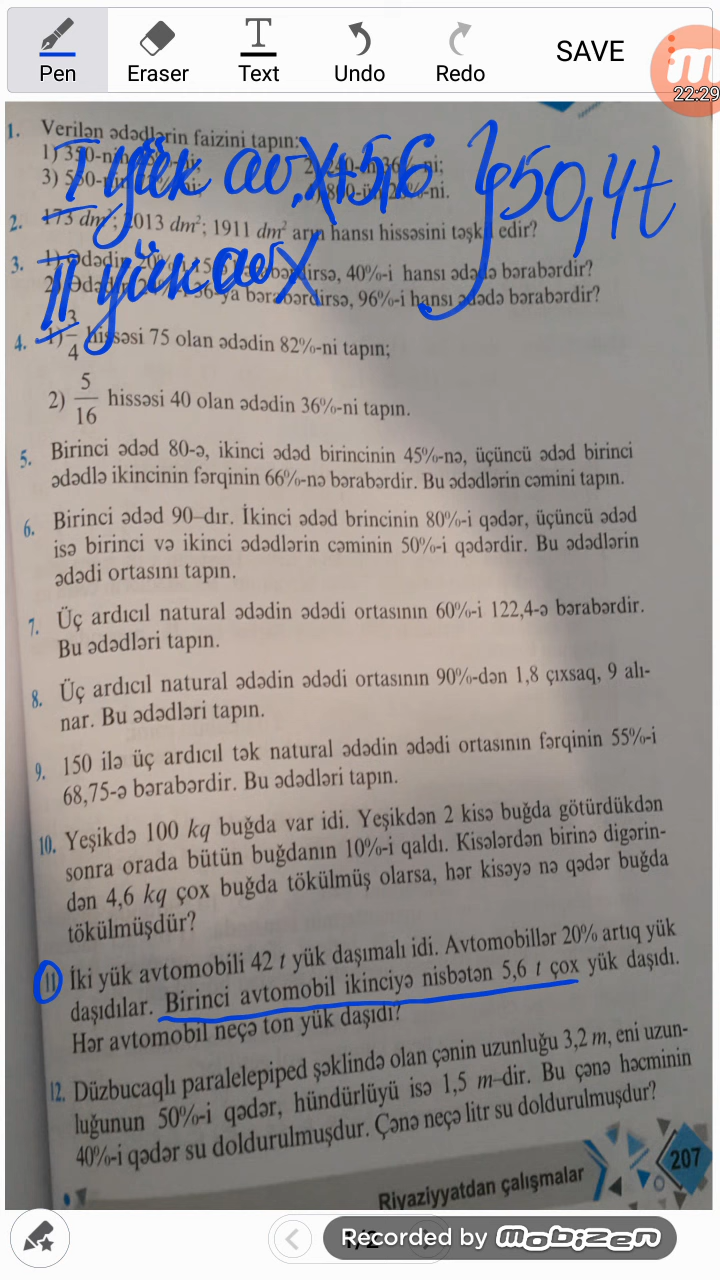 SAVE
Pen Eraser Text Undo Redo
22:29
1. Verilən ədədlərin faizini tapın:
1) 3
3) 5
I yük av. x+5,6 } 50,4t
II yük av x
2. 173 dm²; 2013 dm²; 1911 dm² arın hansı hissəsini təşkil edir?
3. 1) Ədədin 20%-i 15 bərabərdirsə, 40%-i hansı ədədə bərabərdir?
2) 36-ya bərabərdirsə, 96%-i hansı ədədə bərabərdir?
4. 1) 3/4 hissəsi 75 olan ədədin 82%-ni tapın;
2) 5/16 hissəsi 40 olan ədədin 36%-ni tapın.
5. Birinci ədəd 80-ə, ikinci ədəd birincinin 45%-nə, üçüncü ədəd birinci
ədədlə ikincinin fərqinin 66%-nə bərabərdir. Bu ədədlərin cəmini tapın.
6. Birinci ədəd 90–dır. İkinci ədəd brincinin 80%-i qədər, üçüncü ədəd
isə birinci və ikinci ədədlərin cəminin 50%-i qədərdir. Bu ədədlərin
ədədi ortasını tapın.
7. Üç ardıcıl natural ədədin ədədi ortasının 60%-i 122,4-ə bərabərdir.
Bu ədədləri tapın.
8. Üç ardıcıl natural ədədin ədədi ortasının 90%-dən 1,8 çıxsaq, 9 alı-
nar. Bu ədədləri tapın.
9. 150 ilə üç ardıcıl tək natural ədədin ədədi ortasının fərqinin 55%-i
68,75-ə bərabərdir. Bu ədədləri tapın.
10. Yeşikdə 100 kq buğda var idi. Yeşikdən 2 kisə buğda götürdükdən
sonra orada bütün buğdanın 10%-i qaldı. Kisələrdən birinə digərin-
dən 4,6 kq çox buğda tökülmüş olarsa, hər kisəyə nə qədər buğda
tökülmüşdür?
11 İki yük avtomobili 42 t yük daşımalı idi. Avtomobillər 20% artıq yük
daşıdılar. Birinci avtomobil ikinciyə nisbətən 5,6 t çox yük daşıdı.
Hər avtomobil neçə ton yük daşıdı?
12. Düzbucaqlı paralelepiped şəklində olan çənin uzunluğu 3,2 m, eni uzun-
luğunun 50%-i qədər, hündürlüyü isə 1,5 m–dir. Bu çənə həcminin
40%-i qədər su doldurulmuşdur. Çənə neçə litr su doldurulmuşdur?
Riyaziyyatdan çalışmalar 207
Recorded by mobizen